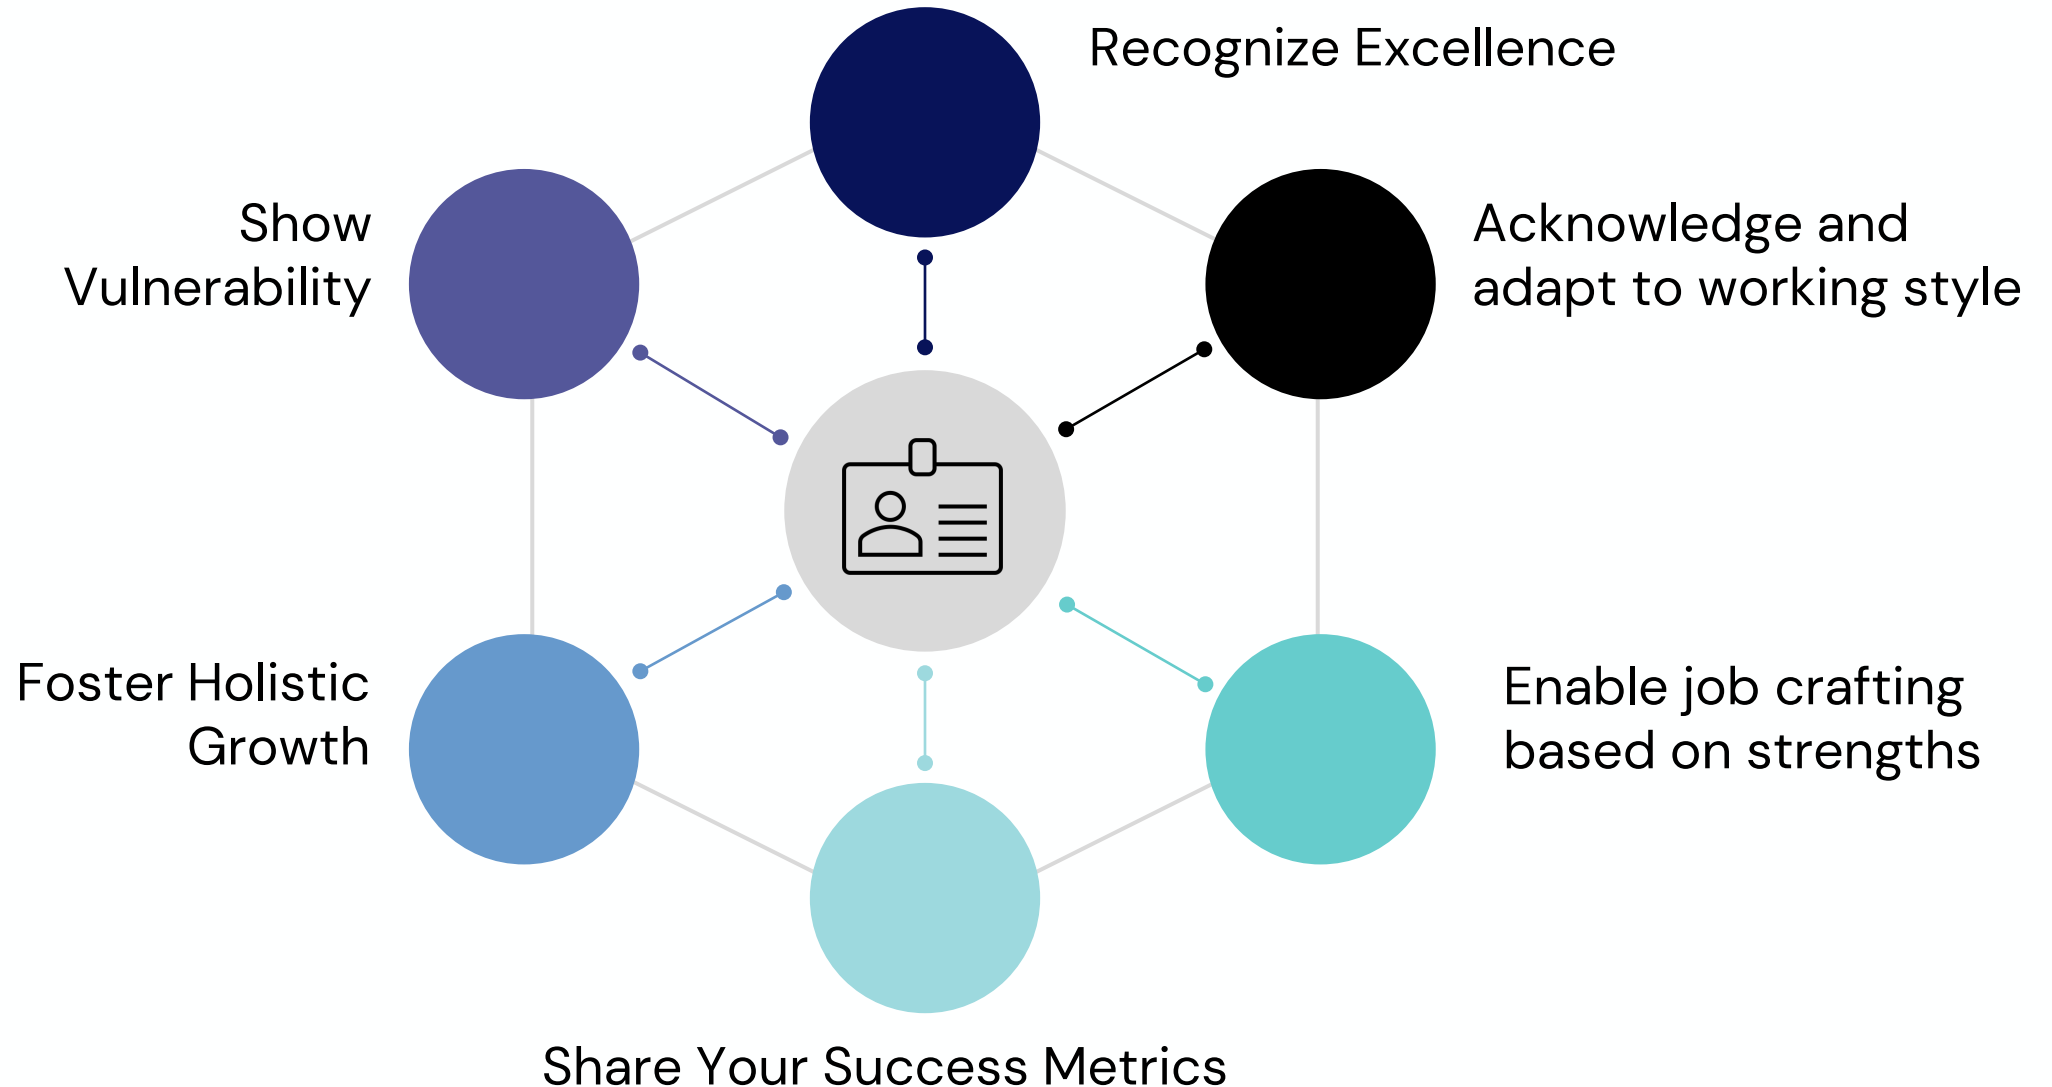 Recognize Excellence
Show
Vulnerability
Acknowledge and
adapt to working style
Foster Holistic
Growth
Enable job crafting
based on strengths
Share Your Success Metrics